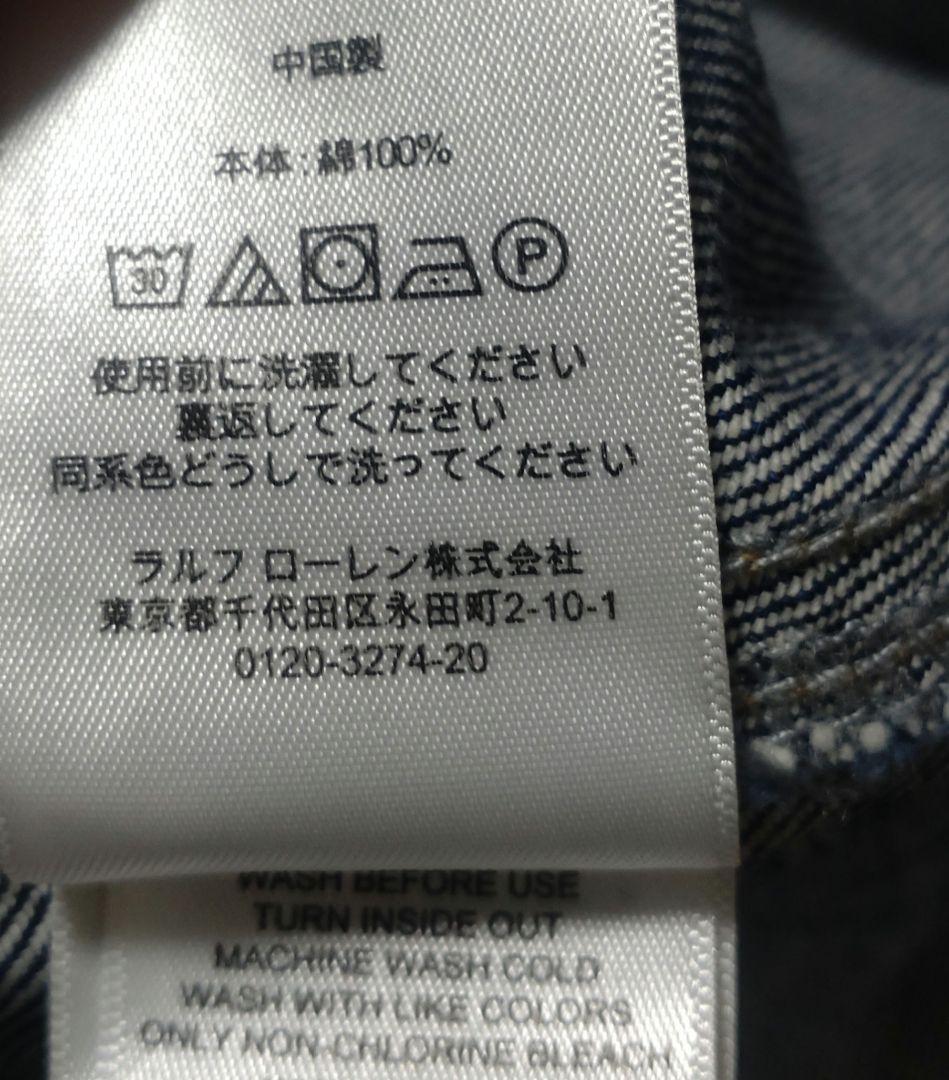 中国製
本体:綿100%
30
P
使用前に洗濯してください
裏返してください
同系色どうしで洗ってください
ラルフ ローレン株式会社
東京都千代田区永田町2-10-1
0120-3274-20
WASH BEFORE USE
TURN INSIDE OUT
MACHINE WASH COLD
WASH WITH LIKE COLORS
ONLY NON-CHLORINE BLEACH